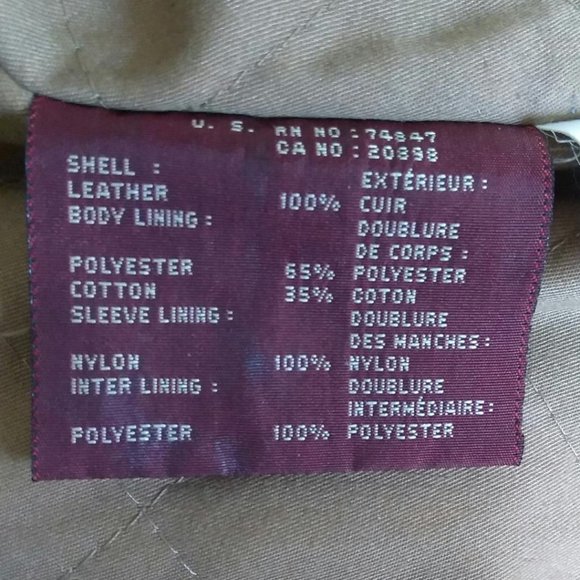 U. S. RN NO : 74847
CA NO : 20898
SHELL : EXTÉRIEUR :
LEATHER 100% CUIR
BODY LINING : DOUBLURE
DE CORPS :
POLYESTER 65% POLYESTER
COTTON 35% COTON
SLEEVE LINING : DOUBLURE
DES MANCHES :
NYLON 100% NYLON
INTER LINING : DOUBLURE
INTERMÉDIAIRE:
POLYESTER 100% POLYESTER